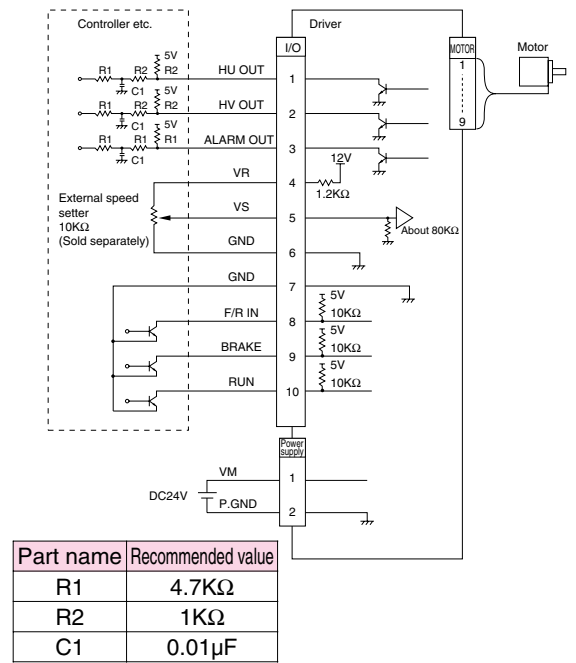 Controller etc.
Driver
I/O
MOTOR
Motor
5V
R1 R2 R2 HU OUT 1
C1
5V
R1 R2 R2 HV OUT 2
C1
5V
R1 R1 R1 ALARM OUT 3
C1
1
9
12V
VR 4
1.2KΩ
External speed
setter
10KΩ
(Sold separately)
VS 5
About 80KΩ
GND 6
GND 7
5V
F/R IN 8 10KΩ
5V
BRAKE 9 10KΩ
5V
RUN 10 10KΩ
Power
supply
VM 1
DC24V
P.GND 2
Part name Recommended value
R1 4.7KΩ
R2 1KΩ
C1 0.01µF